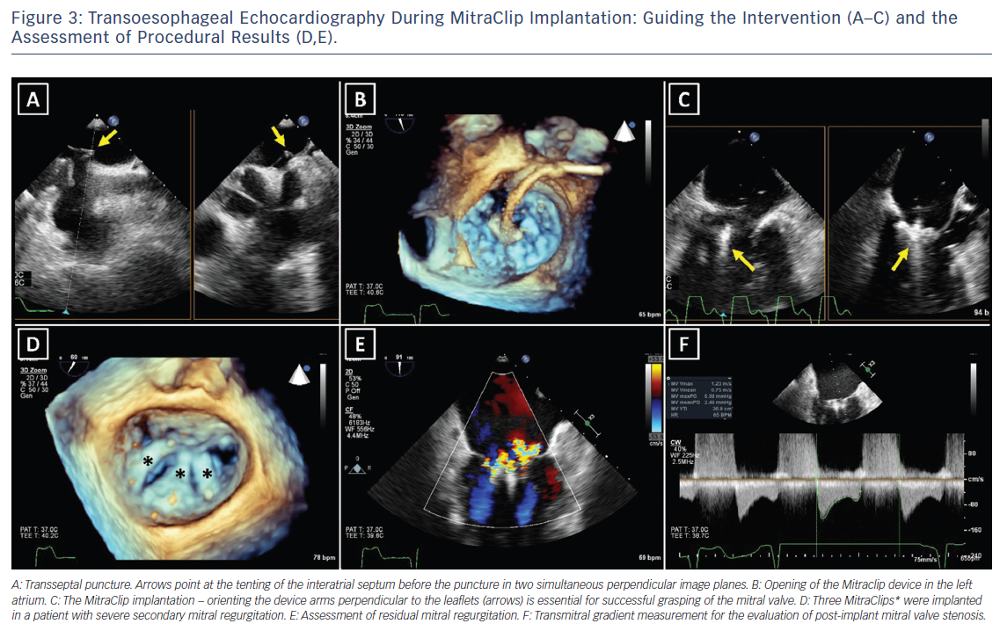 Figure 3: Transoesophageal Echocardiography During MitraClip Implantation: Guiding the Intervention (A–C) and the
Assessment of Procedural Results (D,E).
A
B
C
3D Zoom
2D / 3D
% 34 / 44
C 50 / 30
Gen
PAT T: 37.0C
TEE T: 40.6C
65 bpm
94 b
D
E
F
0 60 180
3D Zoom
2D / 3D
% 37 / 44
C 50 / 30
Gen
PAT T: 37.0C
TEE T: 40.2C
* * *
78 bpm
0 91 180
2D
53%
C 50
P Off
Gen
CF
48%
6183Hz
WF 556Hz
4.4MHz
cm/s
PAT T: 37.0C
TEE T: 39.6C
69 bpm
MV Vmax 1.23 m/s
MV Vmean 0.73 m/s
MV maxPG
MV meanPG
MV VTI 36.9 cm
HR 65 BPM
CW
40%
WF 225Hz
2.5MHz
80
cm/s
-80
-160
-240
PAT T: 37.0C
TEE T: 38.7C
75mm/s
A: Transseptal puncture. Arrows point at the tenting of the interatrial septum before the puncture in two simultaneous perpendicular image planes. B: Opening of the Mitraclip device in the left
atrium. C: The MitraClip implantation – orienting the device arms perpendicular to the leaflets (arrows) is essential for successful grasping of the mitral valve. D: Three MitraClips* were implanted
in a patient with severe secondary mitral regurgitation. E: Assessment of residual mitral regurgitation. F: Transmitral gradient measurement for the evaluation of post-implant mitral valve stenosis.